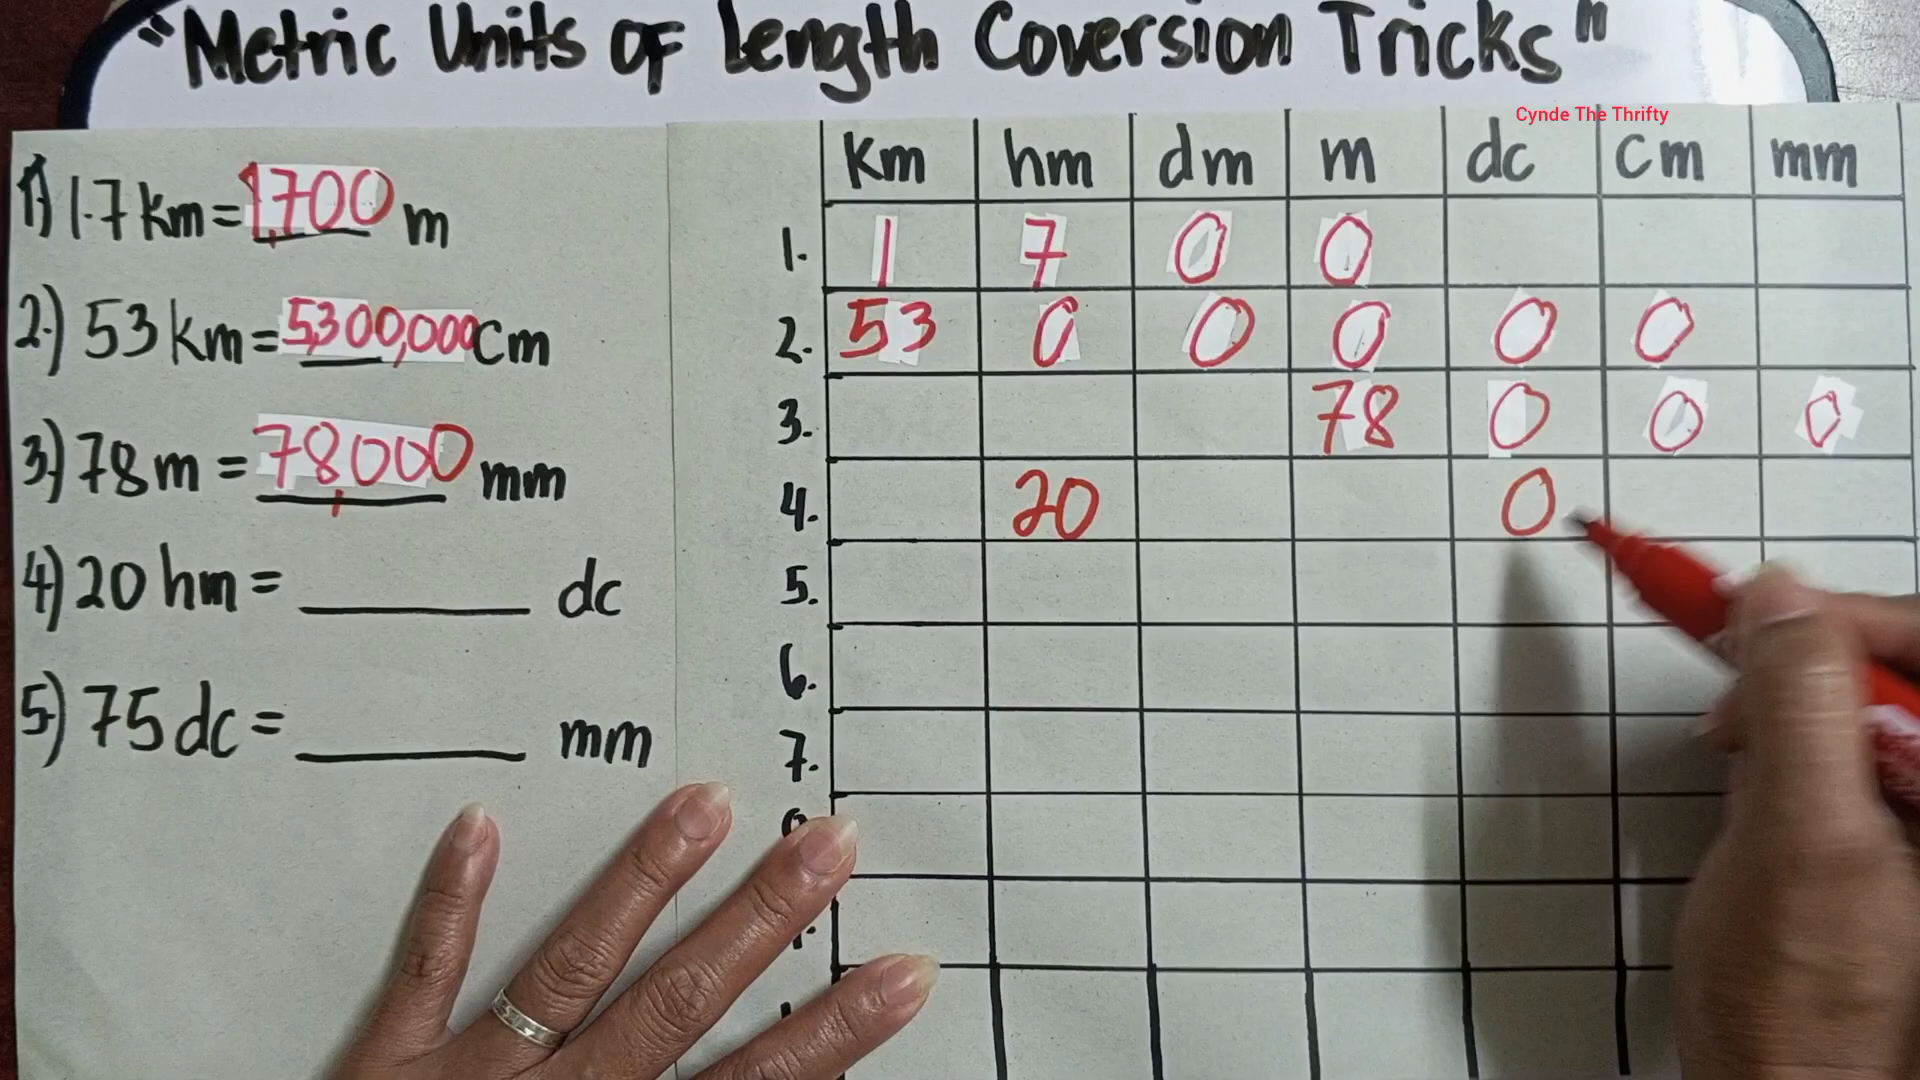 "Metric Units of Length Coversion Tricks"
Cynde The Thrifty
1) 1.7 km = 1,700 m
2.) 53 km = 5,300,000 cm
3.) 78 m = 78,000 mm
4) 20 hm = ________ dc
5) 75 dc = ________ mm
km hm dm m dc cm mm
1. 1 7 0 0
2. 53 0 0 0 0 0
3. 78 0 0 0
4. 20 0
5.
6.
7.